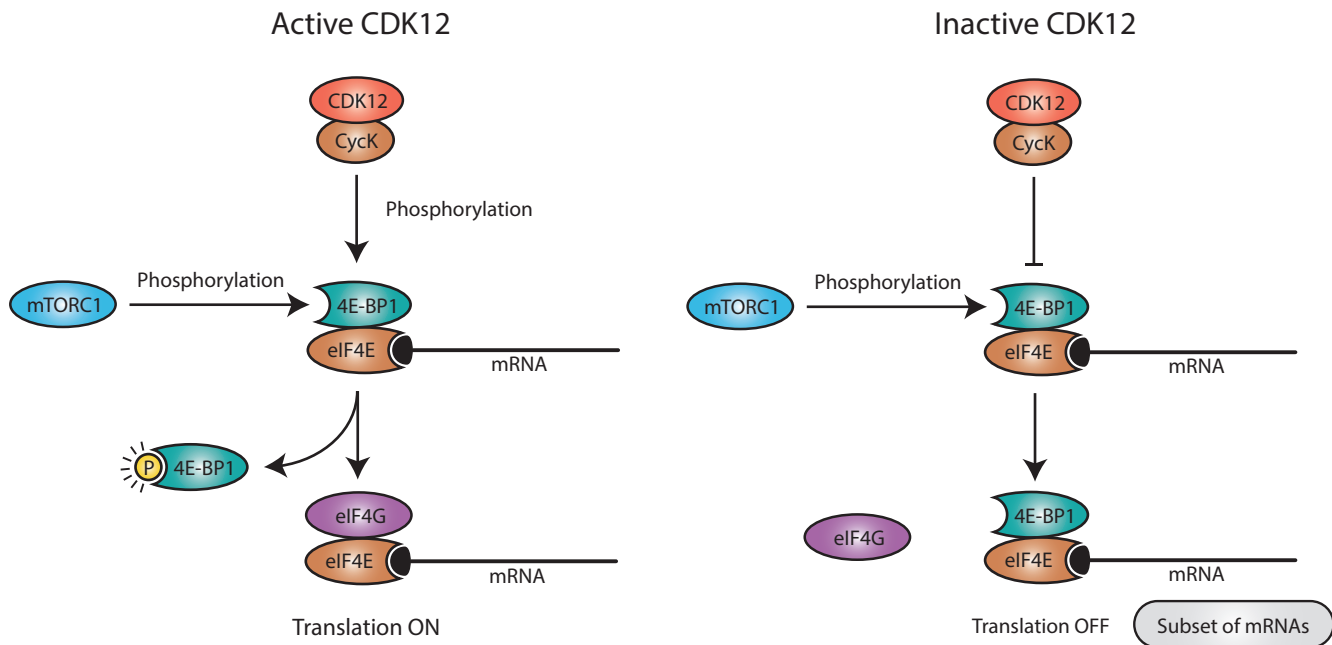 Active CDK12
CDK12
CycK
Phosphorylation
Phosphorylation
mTORC1
4E-BP1
eIF4E
mRNA
P
4E-BP1
eIF4G
eIF4E
mRNA
Translation ON
Inactive CDK12
CDK12
CycK
Phosphorylation
mTORC1
4E-BP1
eIF4E
mRNA
4E-BP1
eIF4G
eIF4E
mRNA
Translation OFF
Subset of mRNAs